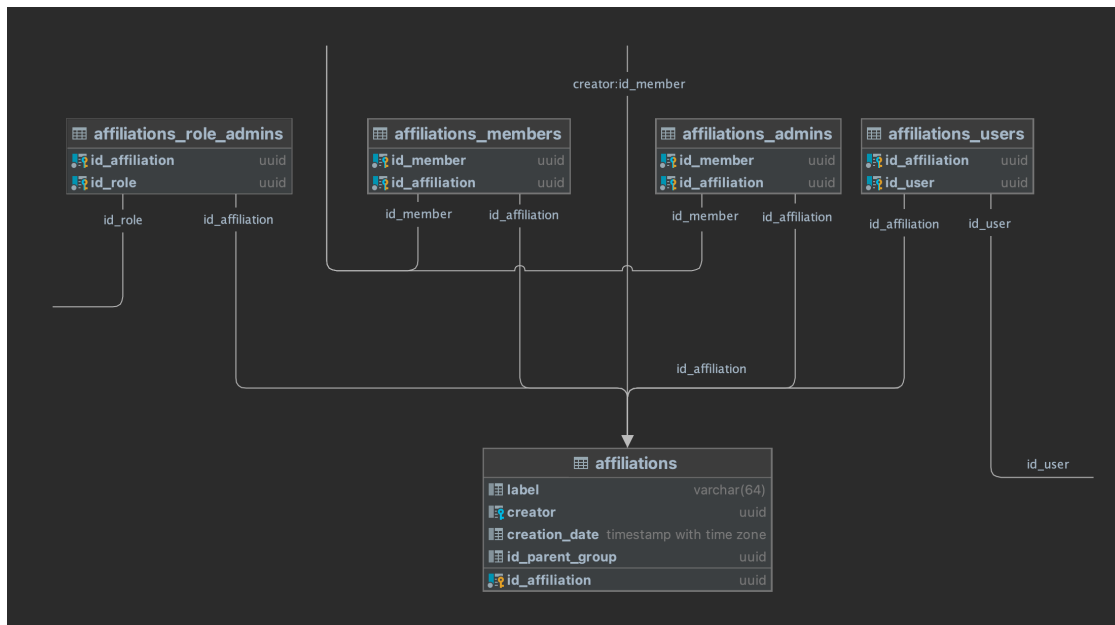 creator:id_member
affiliations_role_admins
id_affiliation uuid
id_role uuid
affiliations_members
id_member uuid
id_affiliation uuid
affiliations_admins
id_member uuid
id_affiliation uuid
affiliations_users
id_affiliation uuid
id_user uuid
id_role
id_affiliation
id_member
id_affiliation
id_member
id_affiliation
id_affiliation
id_user
id_affiliation
id_user
affiliations
label varchar(64)
creator uuid
creation_date timestamp with time zone
id_parent_group uuid
id_affiliation uuid